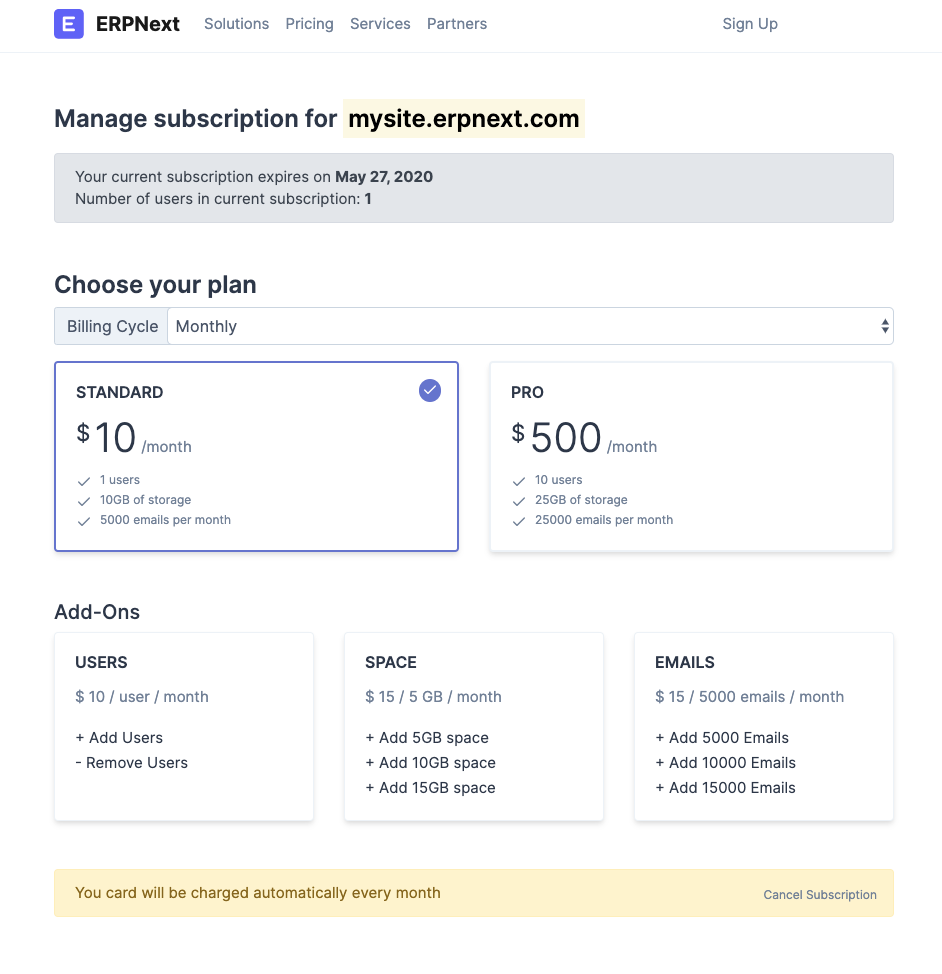 E ERPNext Solutions Pricing Services Partners Sign Up
Manage subscription for mysite.erpnext.com
Your current subscription expires on May 27, 2020
Number of users in current subscription: 1
Choose your plan
Billing Cycle Monthly
STANDARD
$10 /month
1 users
10GB of storage
5000 emails per month
PRO
$500 /month
10 users
25GB of storage
25000 emails per month
Add-Ons
USERS
$ 10 / user / month
+ Add Users
- Remove Users
SPACE
$ 15 / 5 GB / month
+ Add 5GB space
+ Add 10GB space
+ Add 15GB space
EMAILS
$ 15 / 5000 emails / month
+ Add 5000 Emails
+ Add 10000 Emails
+ Add 15000 Emails
You card will be charged automatically every month
Cancel Subscription